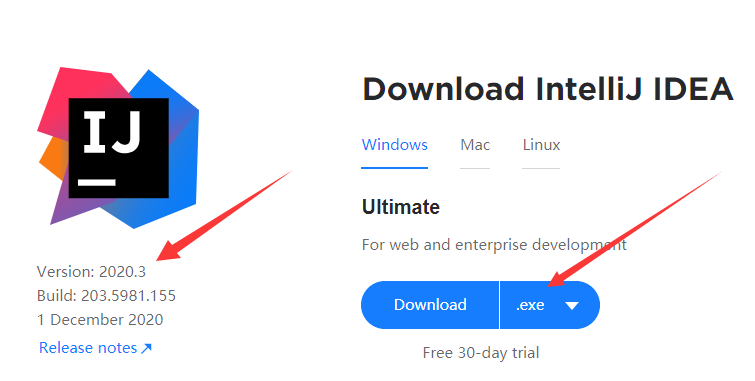 IJ
Version: 2020.3
Build: 203.5981.155
1 December 2020
Release notes ↗
Download IntelliJ IDEA
Windows Mac Linux
Ultimate
For web and enterprise development
Download .exe
Free 30-day trial